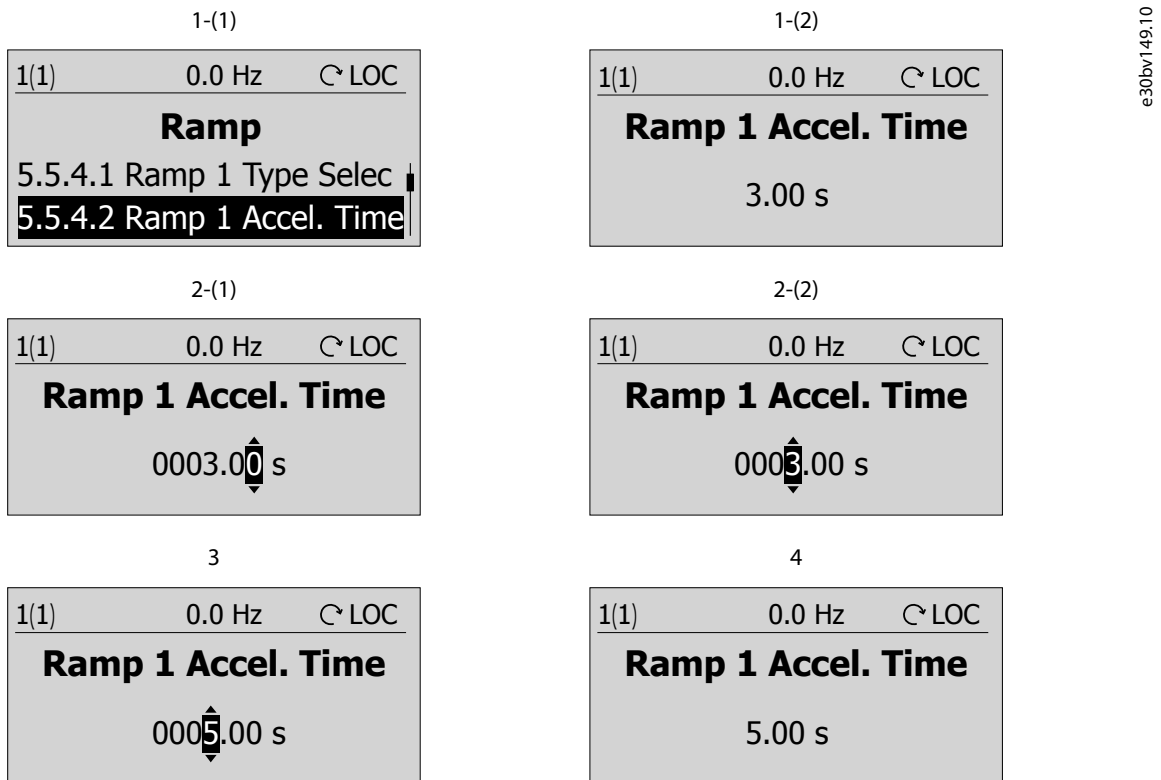 1-(1)
1(1) 0.0 Hz LOC
Ramp
5.5.4.1 Ramp 1 Type Selec
5.5.4.2 Ramp 1 Accel. Time
1-(2)
1(1) 0.0 Hz LOC
Ramp 1 Accel. Time
3.00 s
2-(1)
1(1) 0.0 Hz LOC
Ramp 1 Accel. Time
0003.00 s
2-(2)
1(1) 0.0 Hz LOC
Ramp 1 Accel. Time
0003.00 s
3
1(1) 0.0 Hz LOC
Ramp 1 Accel. Time
0005.00 s
4
1(1) 0.0 Hz LOC
Ramp 1 Accel. Time
5.00 s
e30bv149.10